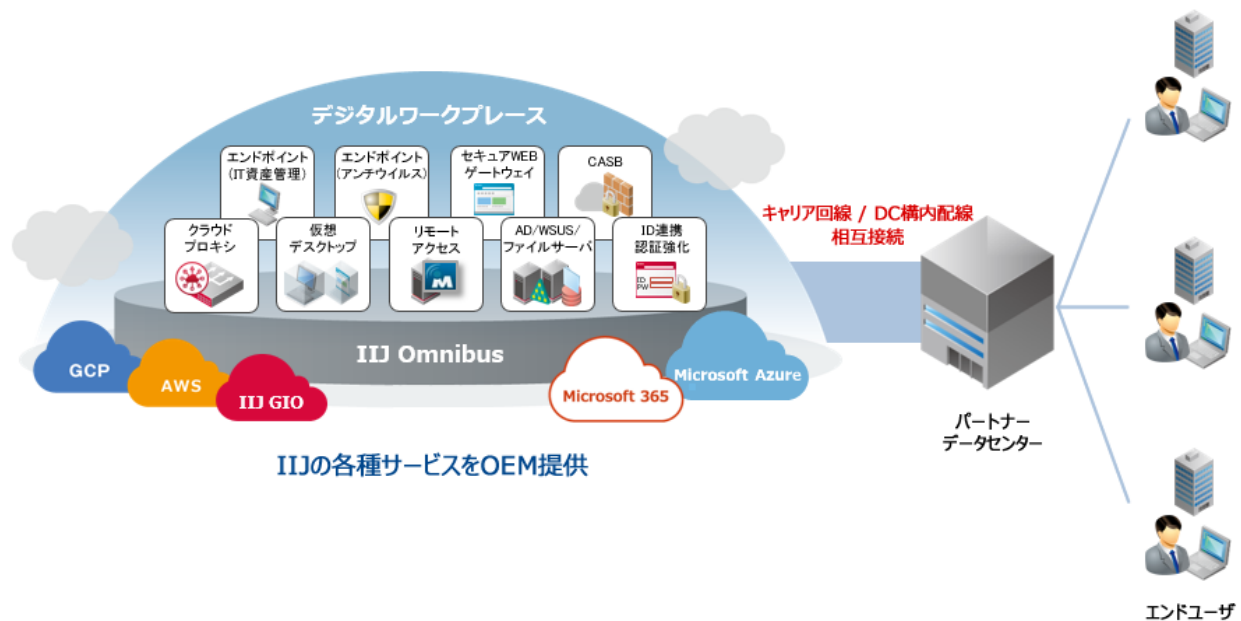 デジタルワークプレース
エンドポイント
(IT資産管理)
エンドポイント
(アンチウイルス)
セキュアWEB
ゲートウェイ
CASB
クラウド
プロキシ
仮想
デスクトップ
リモート
アクセス
AD/WSUS/
ファイルサーバ
ID連携
認証強化
ID
PW
IIJ Omnibus
GCP
AWS
IIJ GIO
Microsoft 365
Microsoft Azure
IIJの各種サービスをOEM提供
キャリア回線 / DC構内配線
相互接続
パートナー
データセンター
エンドユーザ